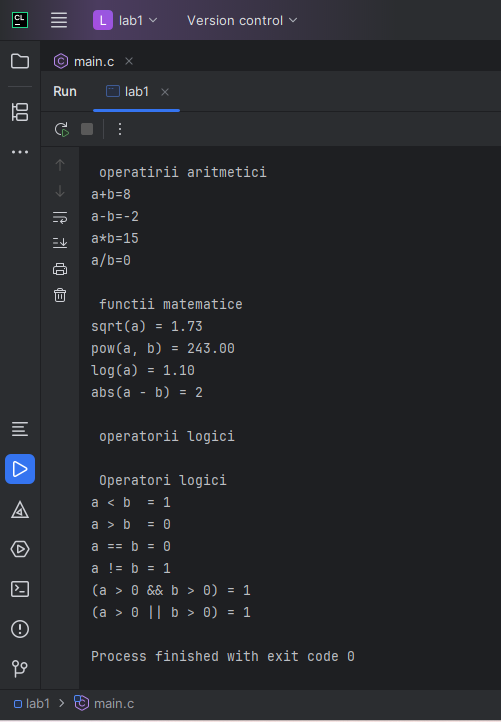 CL
L lab1 Version control
main.c
Run lab1
operatirii aritmetici
a+b=8
a-b=-2
a*b=15
a/b=0
functii matematice
sqrt(a) = 1.73
pow(a, b) = 243.00
log(a) = 1.10
abs(a - b) = 2
operatorii logici
Operatori logici
a < b  = 1
a > b  = 0
a == b = 0
a != b = 1
(a > 0 && b > 0) = 1
(a > 0 || b > 0) = 1
Process finished with exit code 0
lab1 > main.c